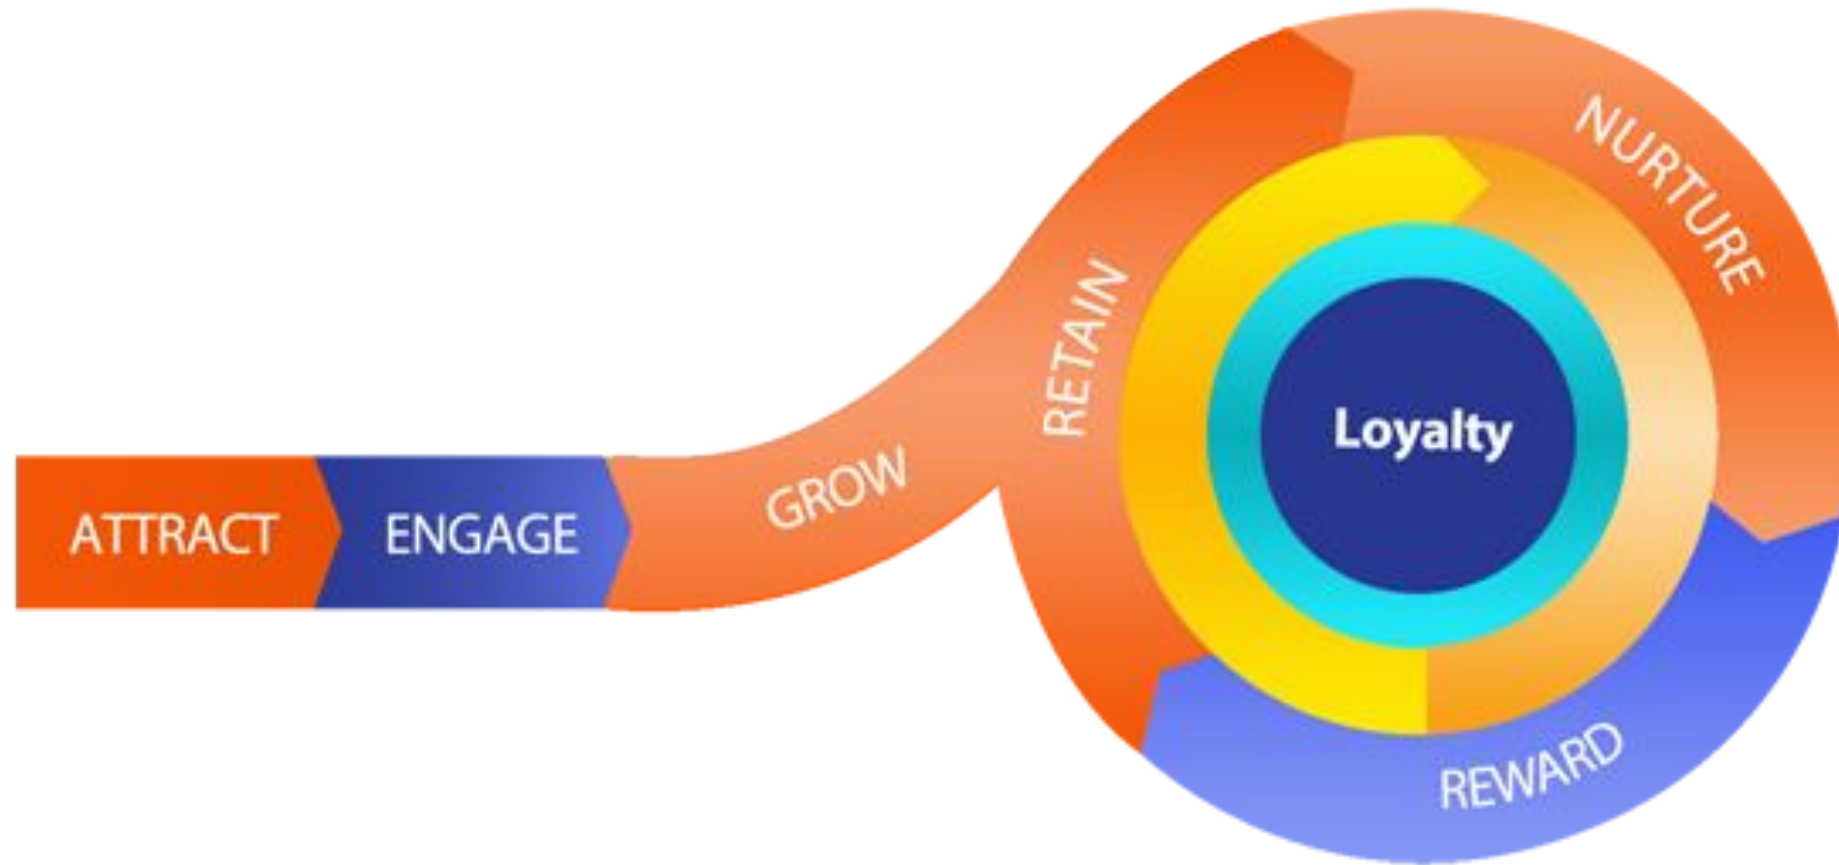 ATTRACT
ENGAGE
GROW
RETAIN
NURTURE
REWARD
Loyalty